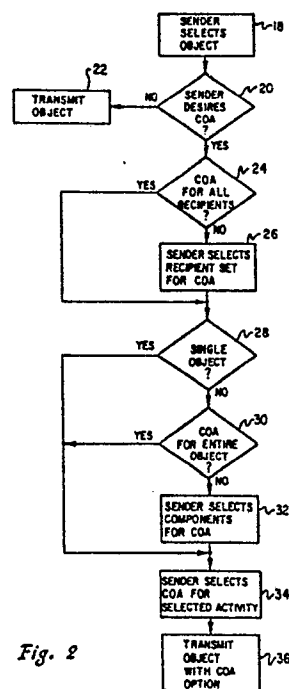 SENDER
SELECTS
OBJECT
18
22
20
TRANSMIT
OBJECT
NO
SENDER
DESIRES
COA
?
YES
24
YES
COA
FOR ALL
RECIPIENTS
?
26
NO
SENDER SELECTS
RECIPIENT SET
FOR COA
28
YES
SINGLE
OBJECT
?
NO
30
YES
COA
FOR ENTIRE
OBJECT
?
NO
SENDER SELECTS
COMPONENTS
FOR COA
32
SENDER SELECTS
COA FOR
SELECTED ACTIVITY
34
Fig. 2
TRANSMIT
OBJECT
WITH COA
OPTION
36